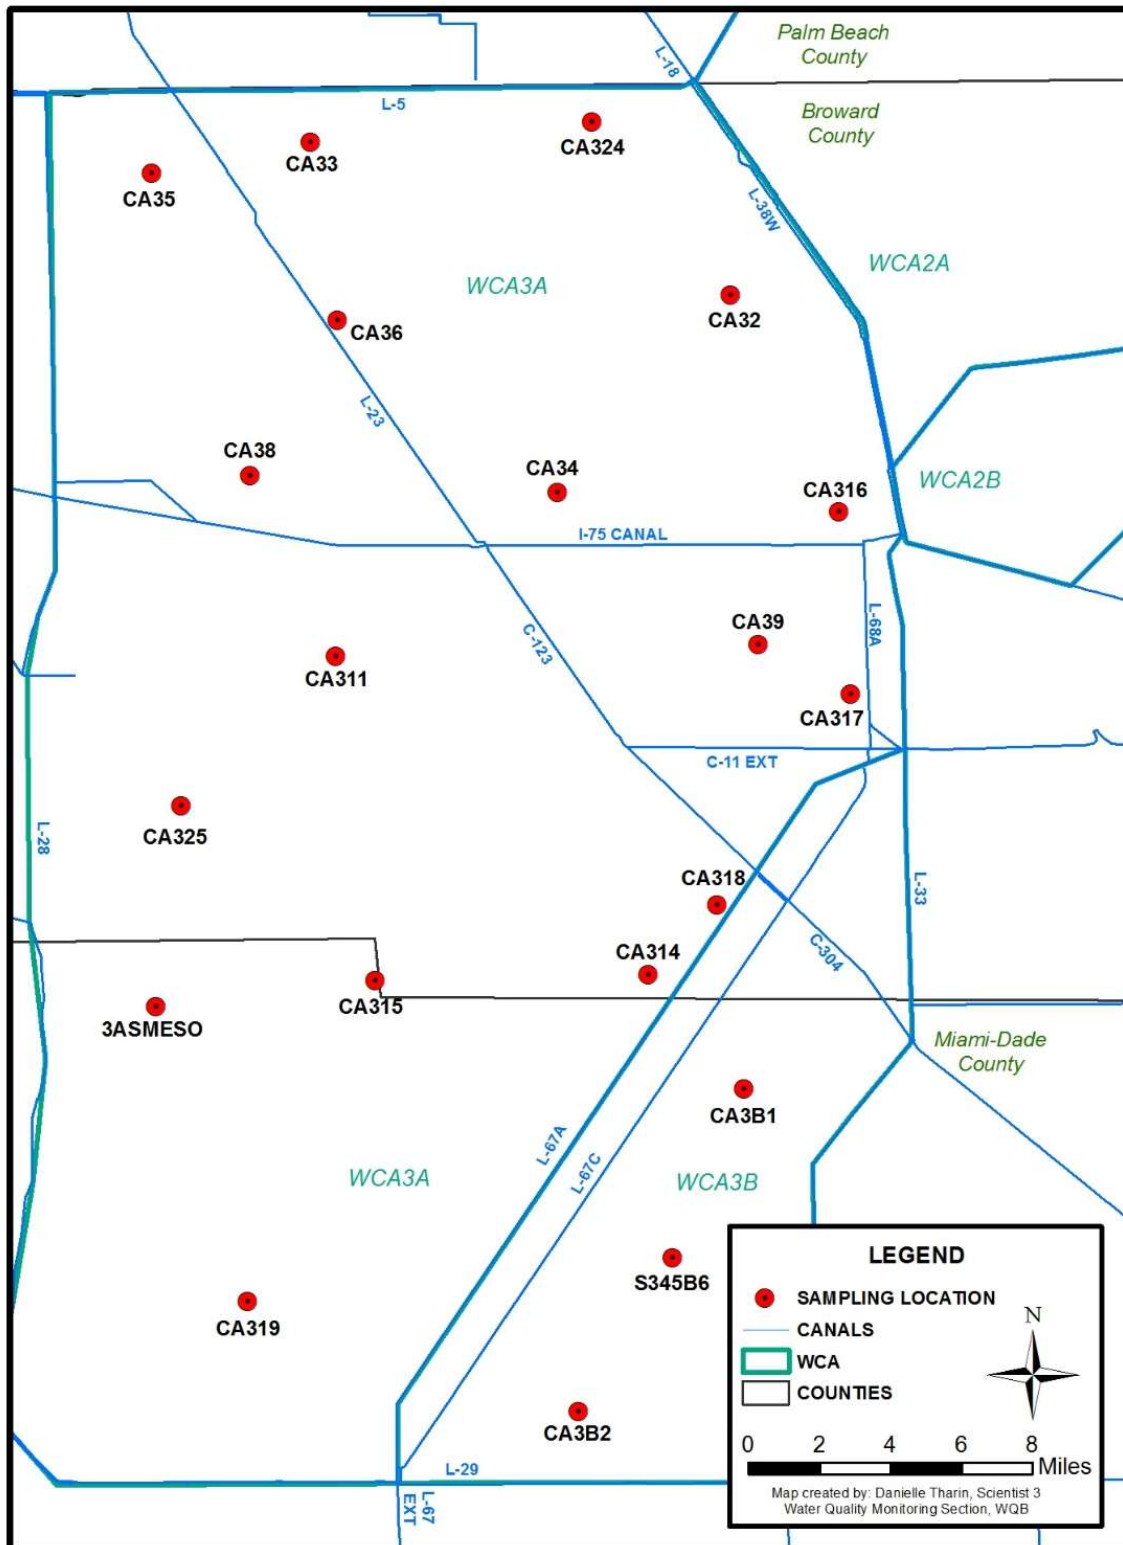 Palm Beach
County
L-18
L-5
Broward
County
CA324
CA33
CA35
L-38W
WCA2A
WCA3A
CA32
CA36
L-23
CA38
CA34
WCA2B
CA316
I-75 CANAL
L-68A
CA39
C-123
CA311
CA317
C-11 EXT
CA325
L-28
CA318
L-33
C-304
CA314
CA315
3ASMESO
Miami-Dade
County
CA3B1
L-67A
L-67C
WCA3A
WCA3B
S345B6
CA319
CA3B2
L-29
L-67
EXT
LEGEND
SAMPLING LOCATION
N
CANALS
WCA
COUNTIES
0 2 4 6 8
Miles
Map created by: Danielle Tharin, Scientist 3
Water Quality Monitoring Section, WQB